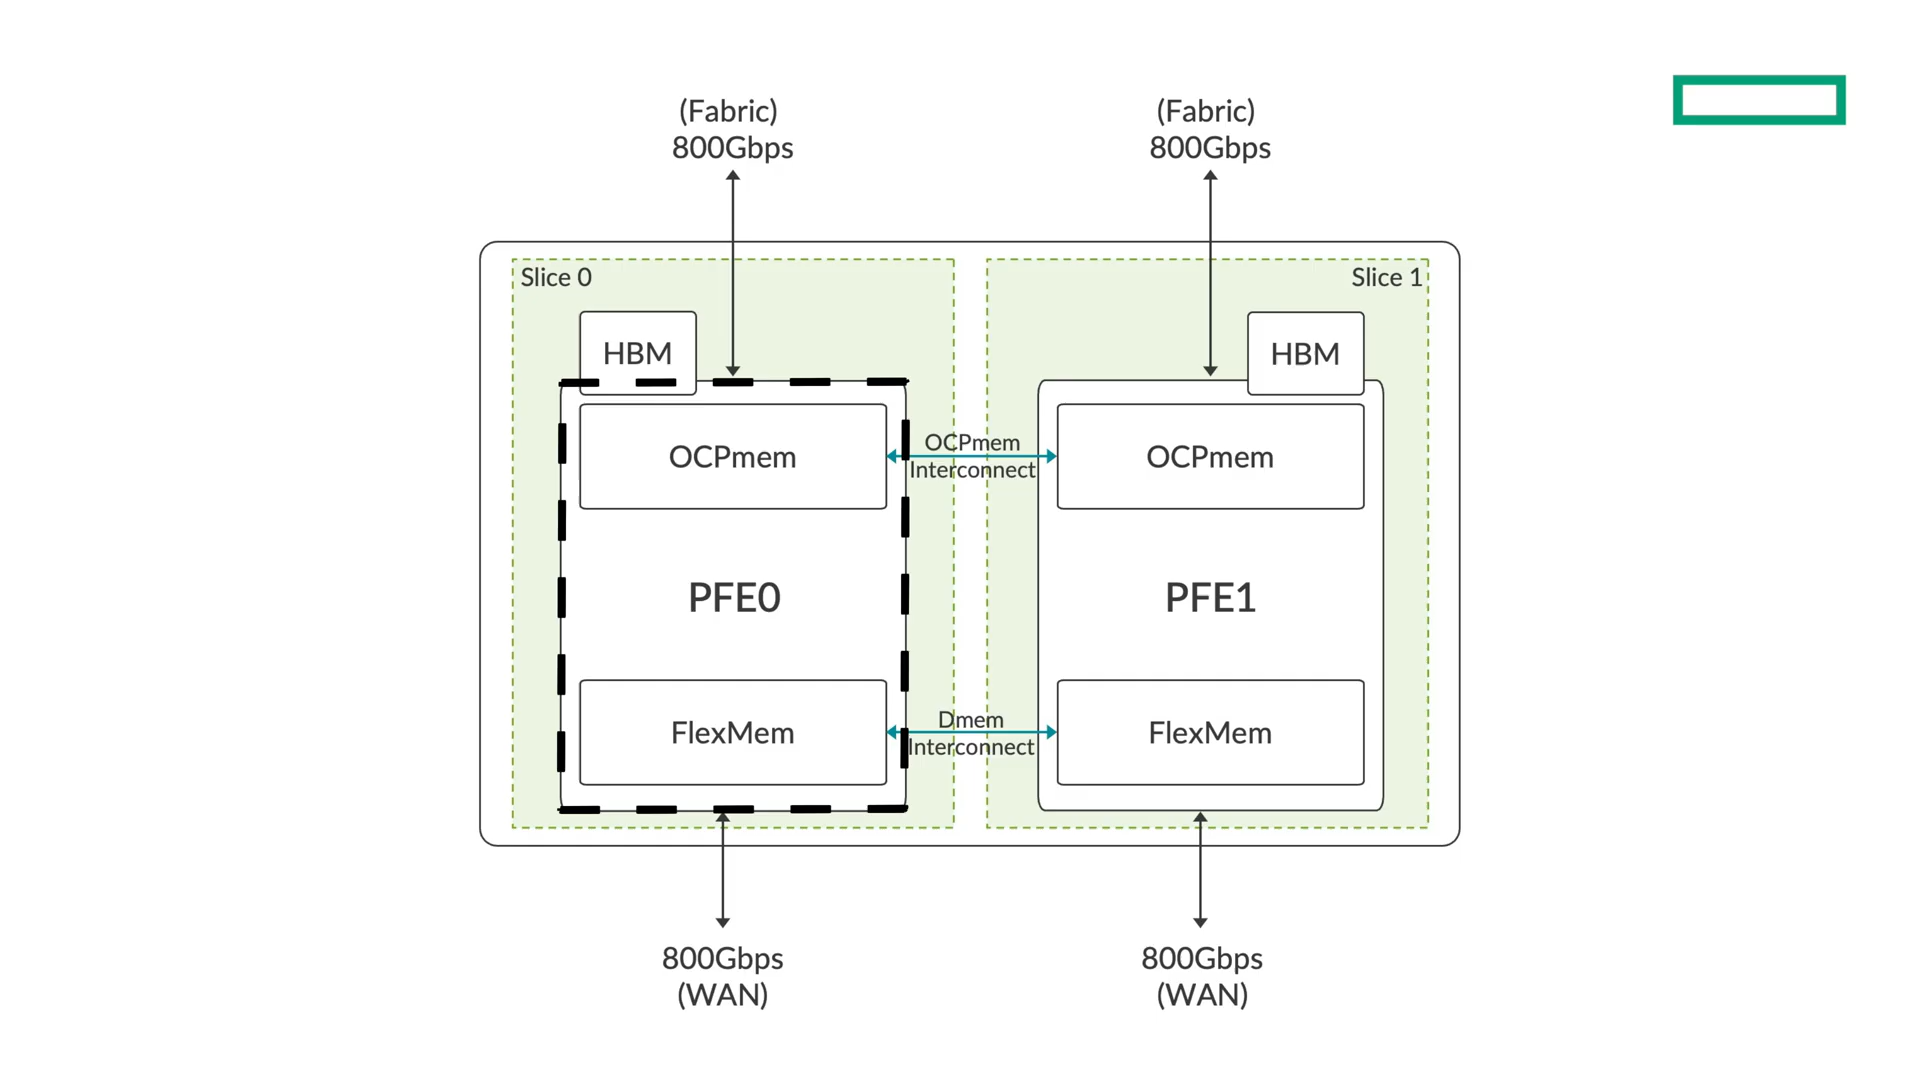 (Fabric)
800Gbps
(Fabric)
800Gbps
Slice 0
Slice 1
HBM
HBM
OCPmem
OCPmem
Interconnect
OCPmem
PFE0
PFE1
FlexMem
Dmem
Interconnect
FlexMem
800Gbps
(WAN)
800Gbps
(WAN)